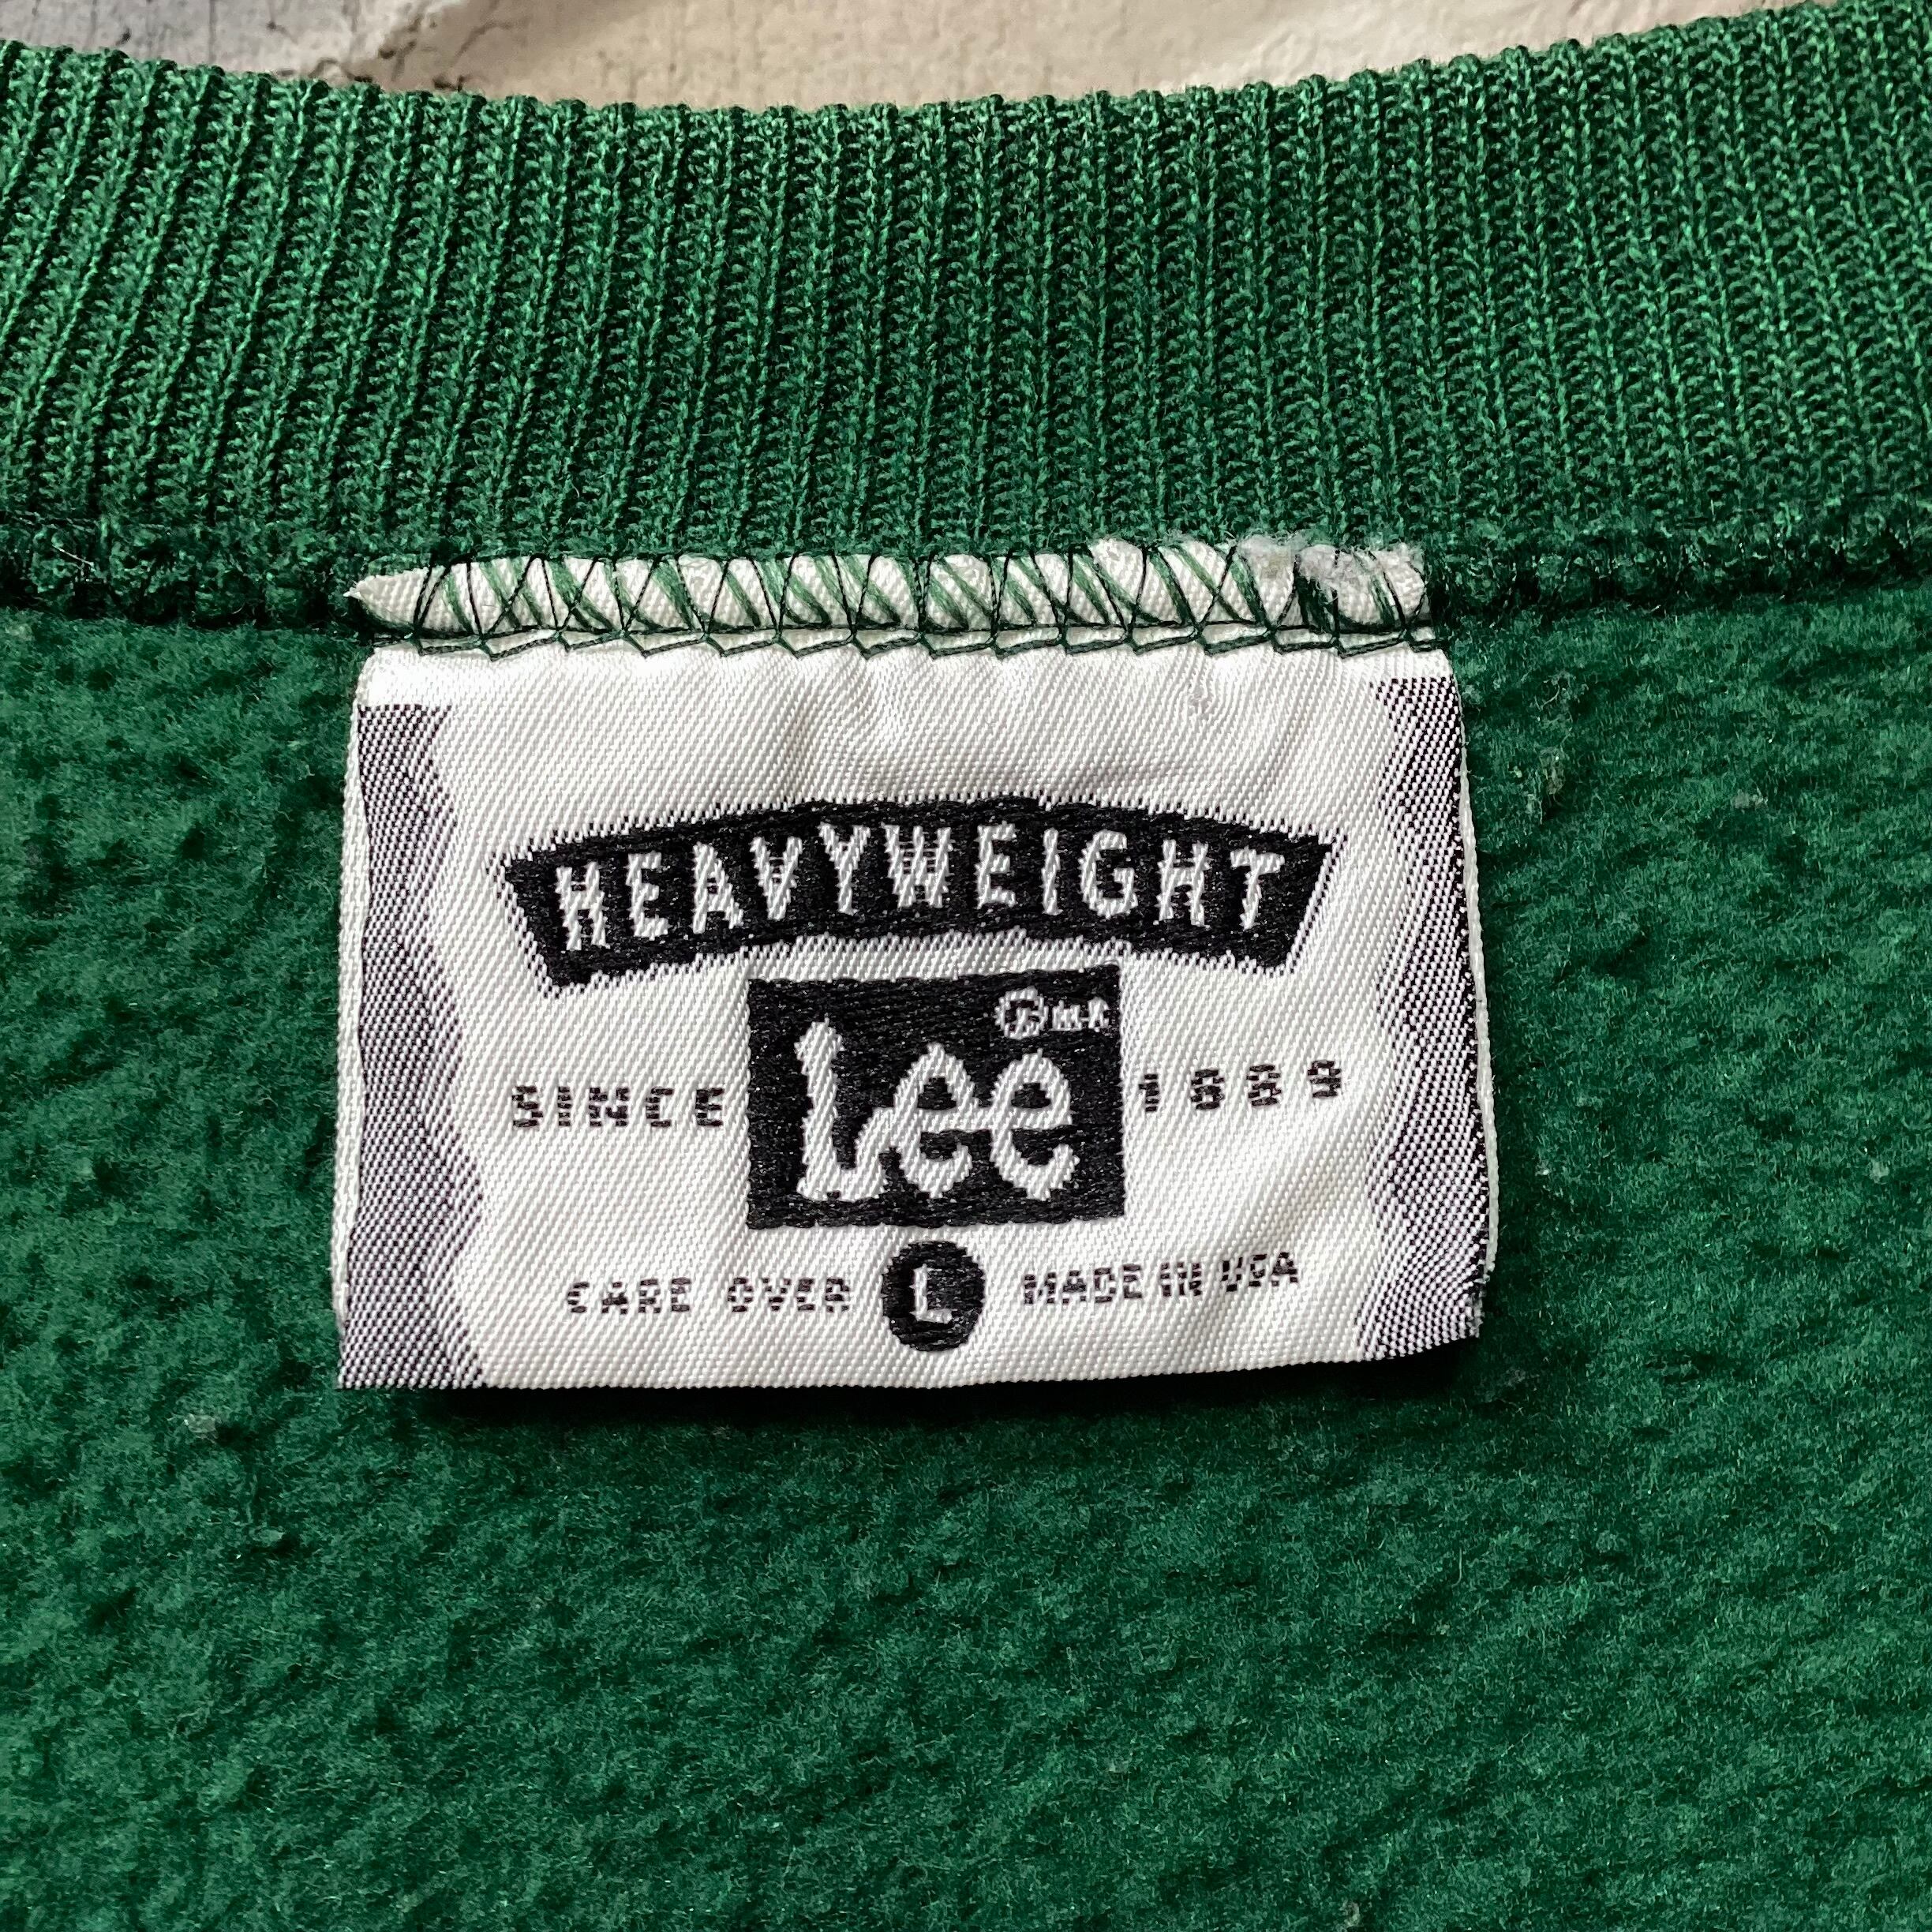 HEAVYWEIGHT
® M.R.
SINCE Lee 1889
CARE OVER L MADE IN USA